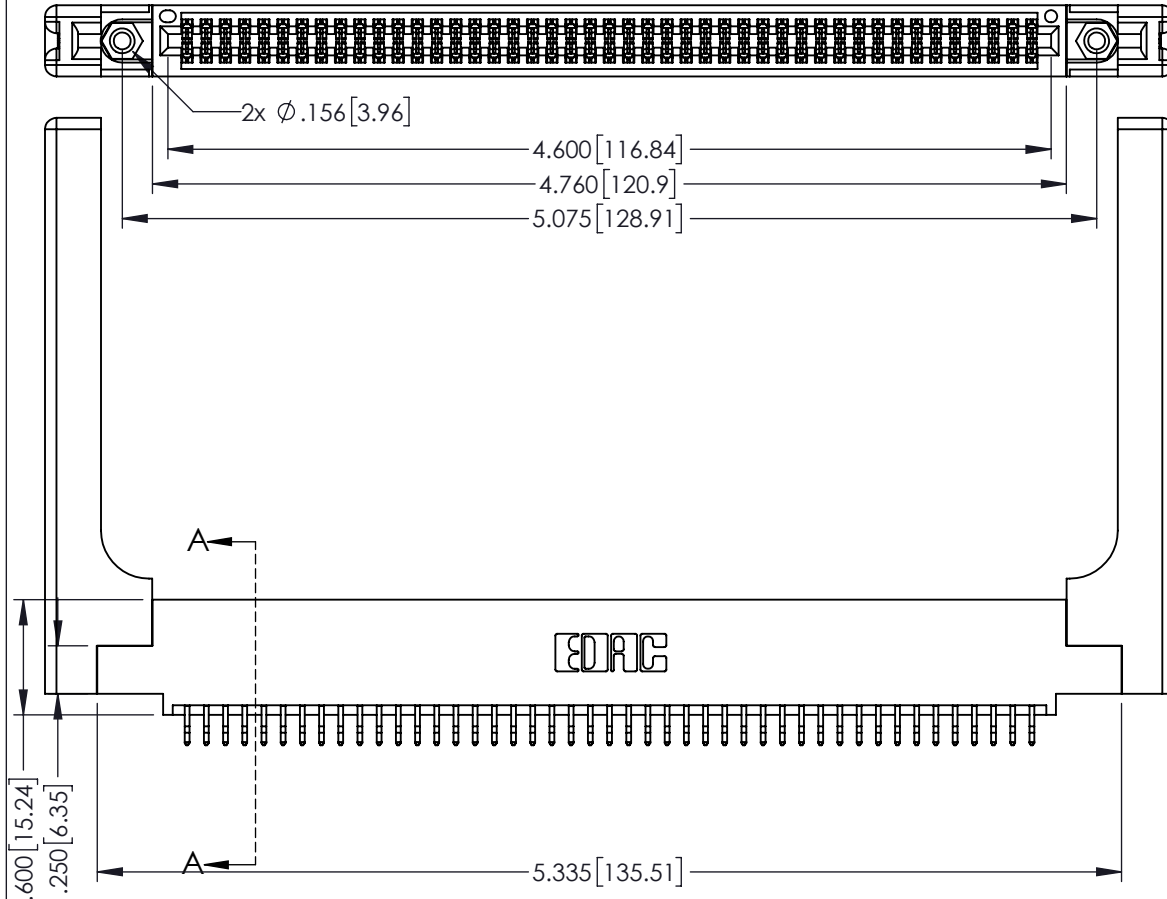 2x Ø.156[3.96]
4.600[116.84]
4.760[120.9]
5.075[128.91]
A
EDAC
A
.600[15.24]
.250[6.35]
5.335[135.51]